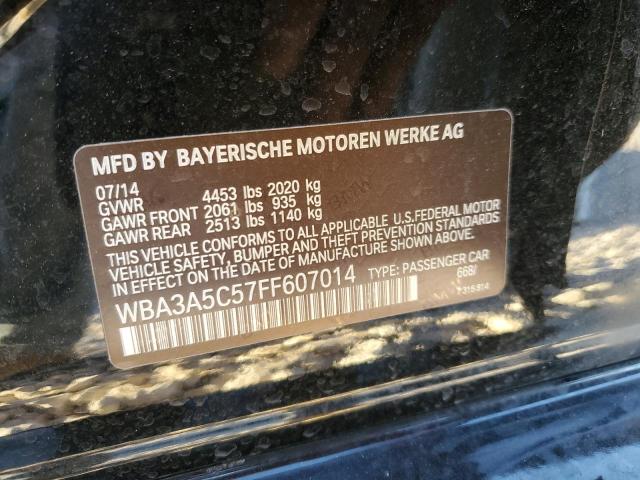 MFD BY BAYERISCHE MOTOREN WERKE AG
07/14
GVWR 4453 lbs 2020 kg
GAWR FRONT 2061 lbs 935 kg
GAWR REAR 2513 lbs 1140 kg
THIS VEHICLE CONFORMS TO ALL APPLICABLE U.S.FEDERAL MOTOR
VEHICLE SAFETY, BUMPER, AND THEFT PREVENTION STANDARDS
IN EFFECT ON THE DATE OF MANUFACTURE SHOWN ABOVE.
WBA3A5C57FF607014 TYPE: PASSENGER CAR
668/